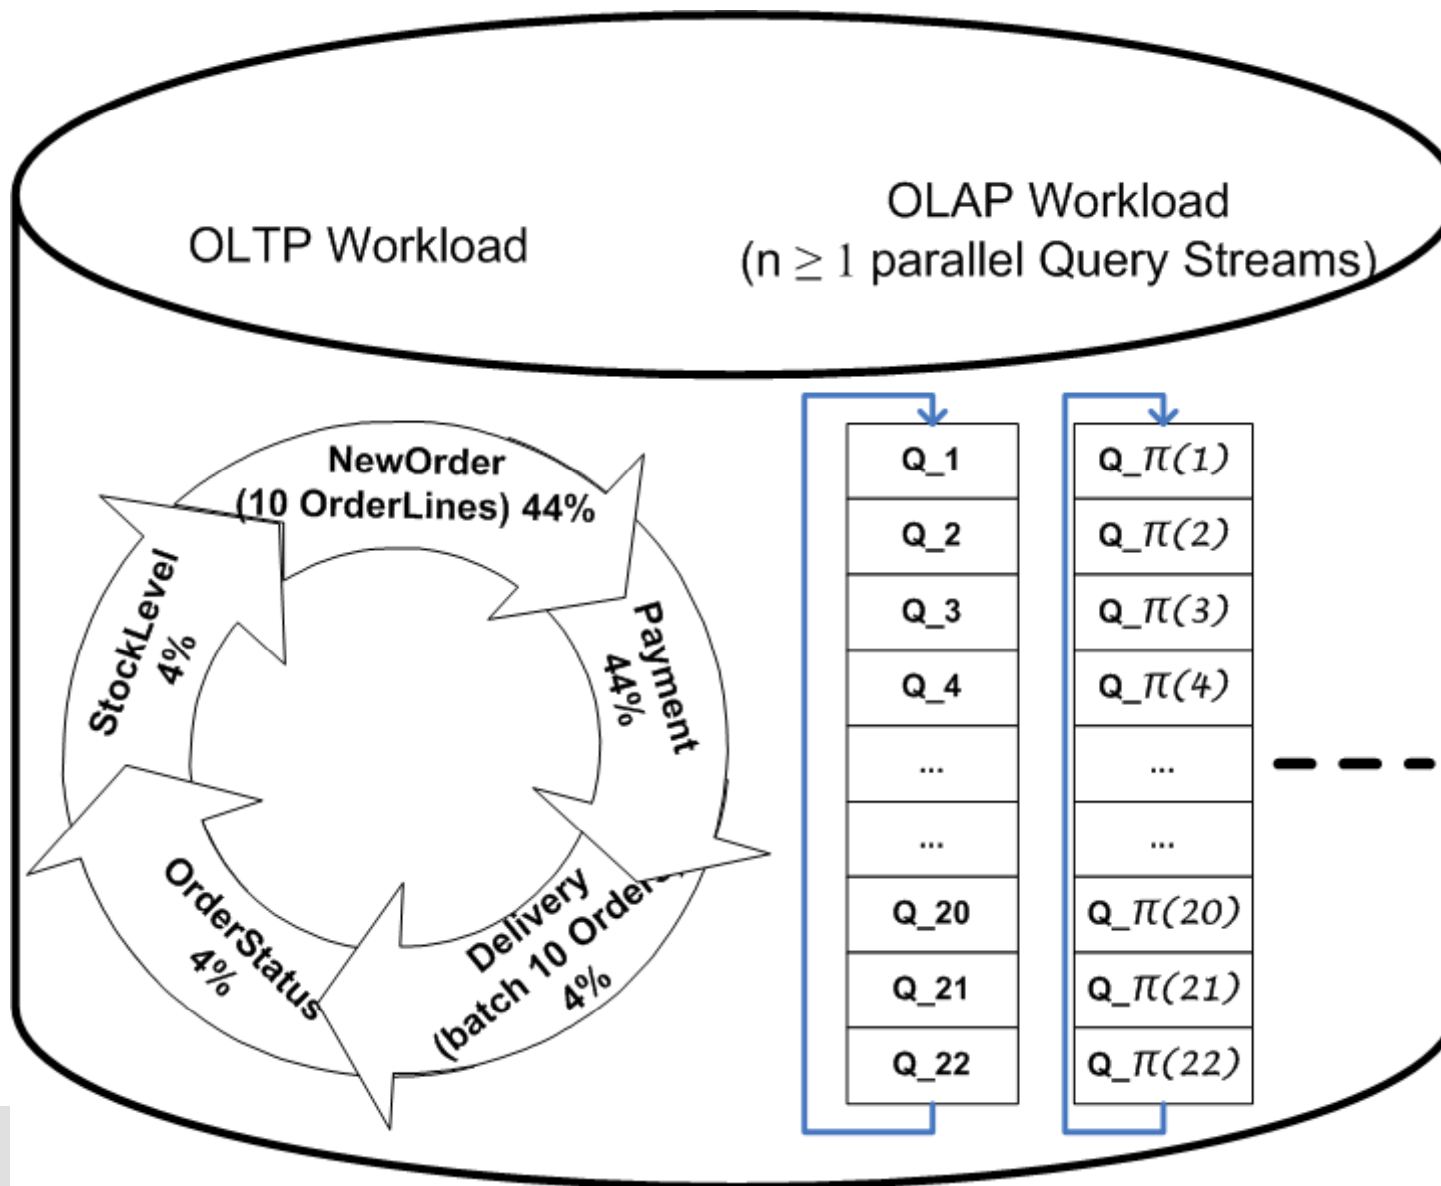 OLTP Workload
OLAP Workload
(n ≥ 1 parallel Query Streams)
NewOrder
(10 OrderLines) 44%
Payment
44%
Delivery
(batch 10 Orders
4%
OrderStatus
4%
StockLevel
4%
Q_1
Q_2
Q_3
Q_4
...
...
Q_20
Q_21
Q_22
Q_π(1)
Q_π(2)
Q_π(3)
Q_π(4)
...
...
Q_π(20)
Q_π(21)
Q_π(22)